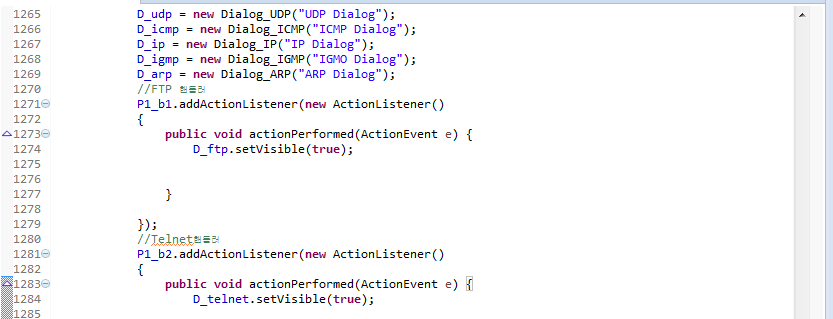 1265 D_udp = new Dialog_UDP("UDP Dialog");
1266 D_icmp = new Dialog_ICMP("ICMP Dialog");
1267 D_ip = new Dialog_IP("IP Dialog");
1268 D_igmp = new Dialog_IGMP("IGMO Dialog");
1269 D_arp = new Dialog_ARP("ARP Dialog");
1270 //FTP 핸들러
1271 P1_b1.addActionListener(new ActionListener()
1272 {
1273 public void actionPerformed(ActionEvent e) {
1274 D_ftp.setVisible(true);
1275
1276
1277 }
1278
1279 });
1280 //Telnet핸들러
1281 P1_b2.addActionListener(new ActionListener()
1282 {
1283 public void actionPerformed(ActionEvent e) {
1284 D_telnet.setVisible(true);
1285